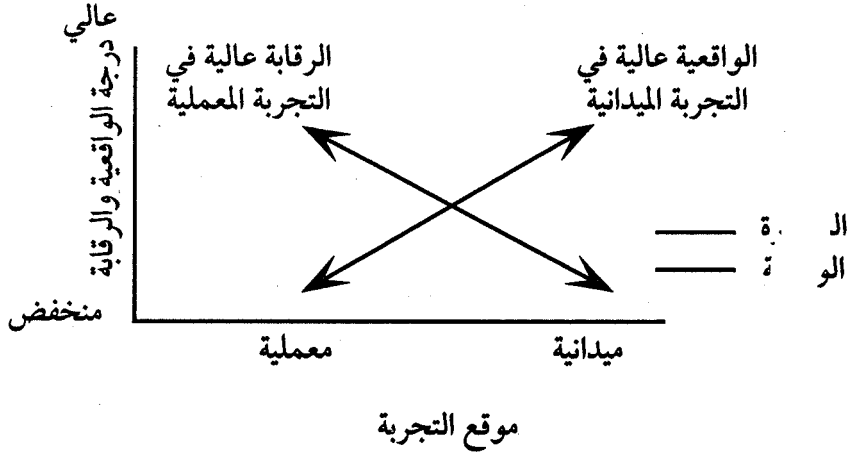 عالي
الواقعية عالية في
التجربة الميدانية
الرقابة عالية في
التجربة المعملية
درجة الواقعية والرقابة
منخفض
معملية
ميدانية
موقع التجربة